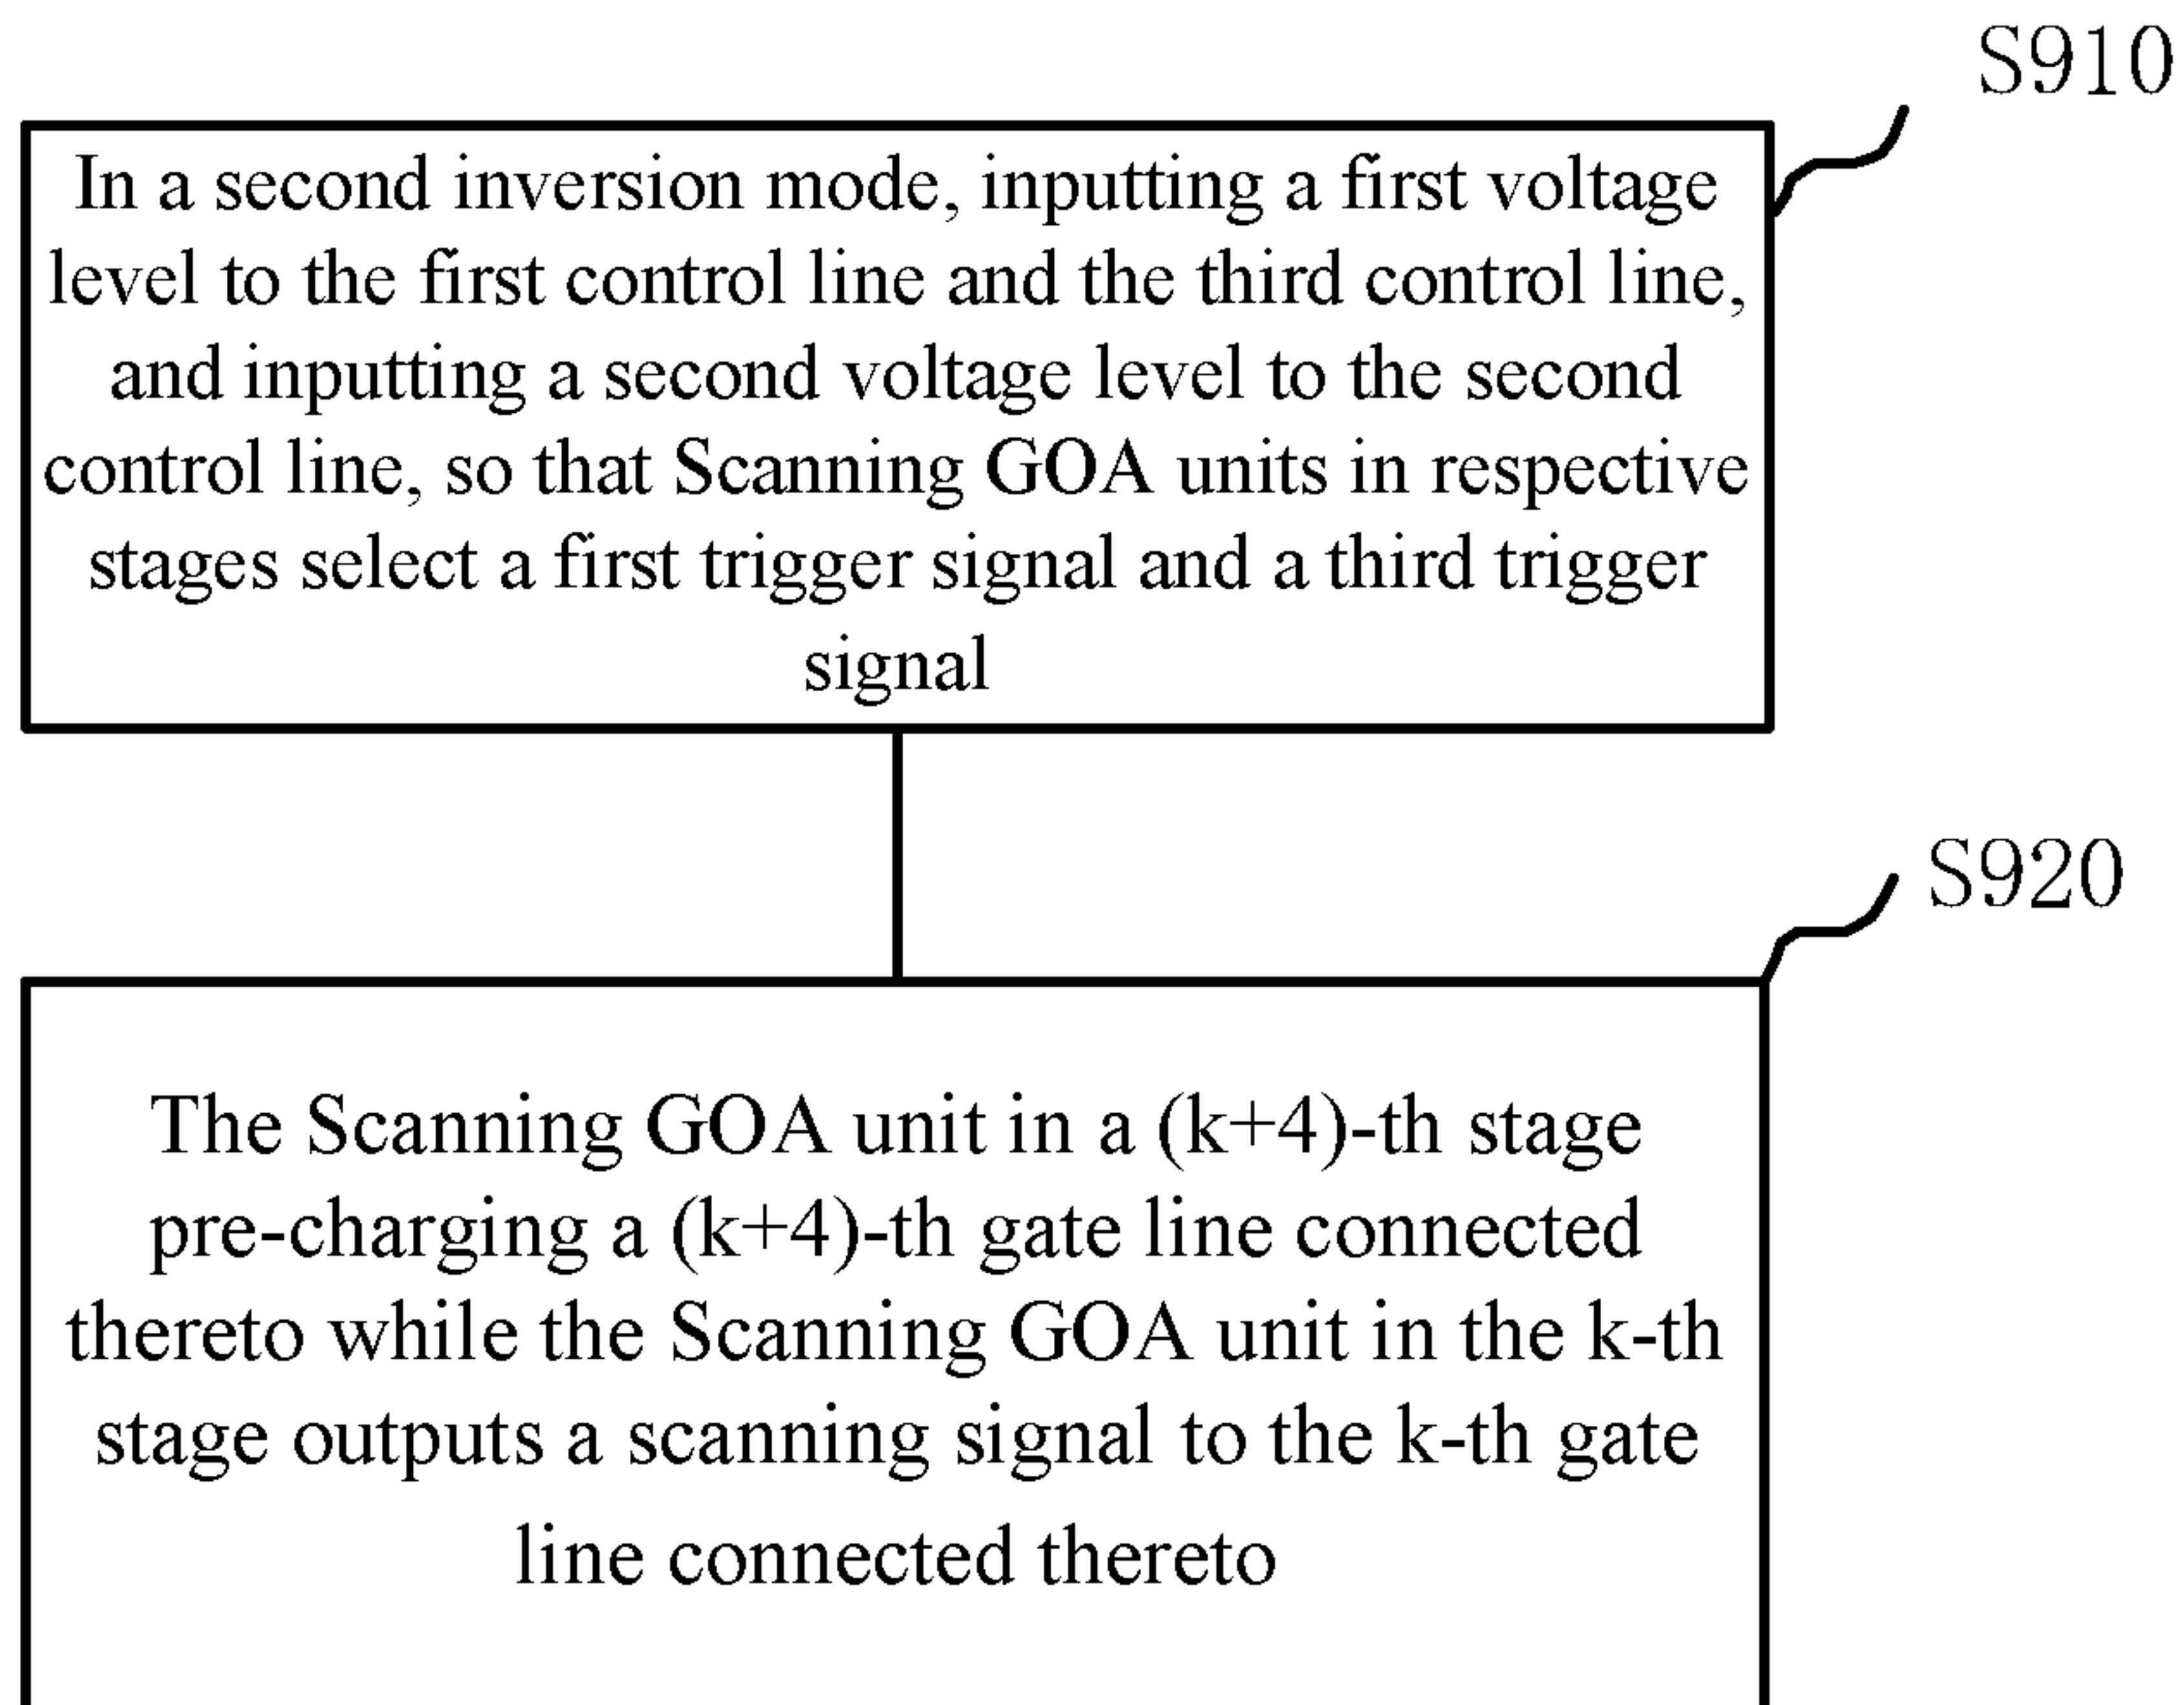 S910
In a second inversion mode, inputting a first voltage
level to the first control line and the third control line,
and inputting a second voltage level to the second
control line, so that Scanning GOA units in respective
stages select a first trigger signal and a third trigger
signal
S920
The Scanning GOA unit in a (k+4)-th stage
pre-charging a (k+4)-th gate line connected
thereto while the Scanning GOA unit in the k-th
stage outputs a scanning signal to the k-th gate
line connected thereto